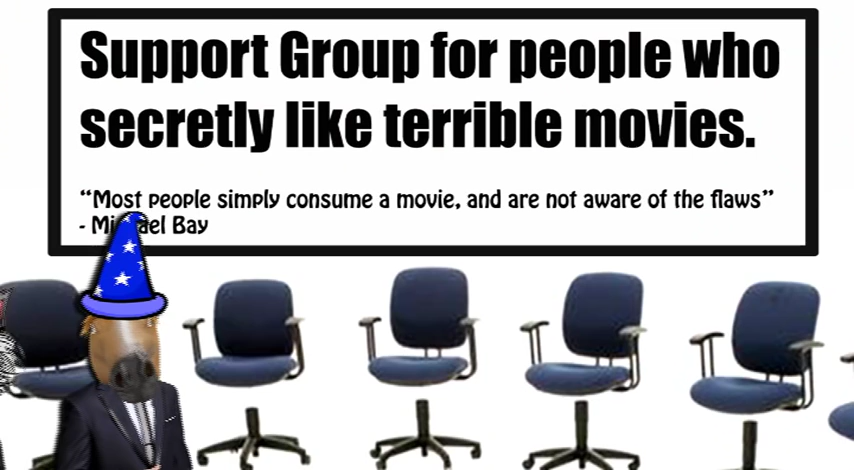 Support Group for people who
secretly like terrible movies.
“Most people simply consume a movie, and are not aware of the flaws”
- Michael Bay